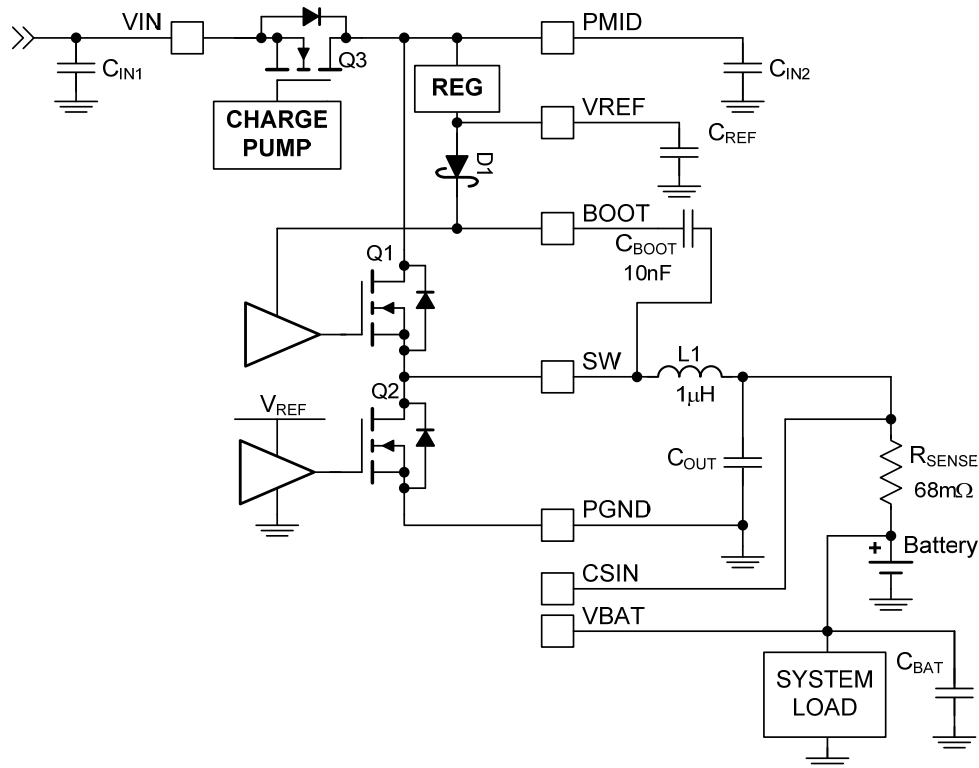 VIN
PMID
CIN1
Q3
CIN2
REG
CHARGE
PUMP
VREF
CREF
D1
BOOT
CBOOT
10nF
Q1
SW
L1
1μH
Q2
VREF
COUT
RSENSE
68mΩ
PGND
+ Battery
CSIN
VBAT
SYSTEM
LOAD
CBAT